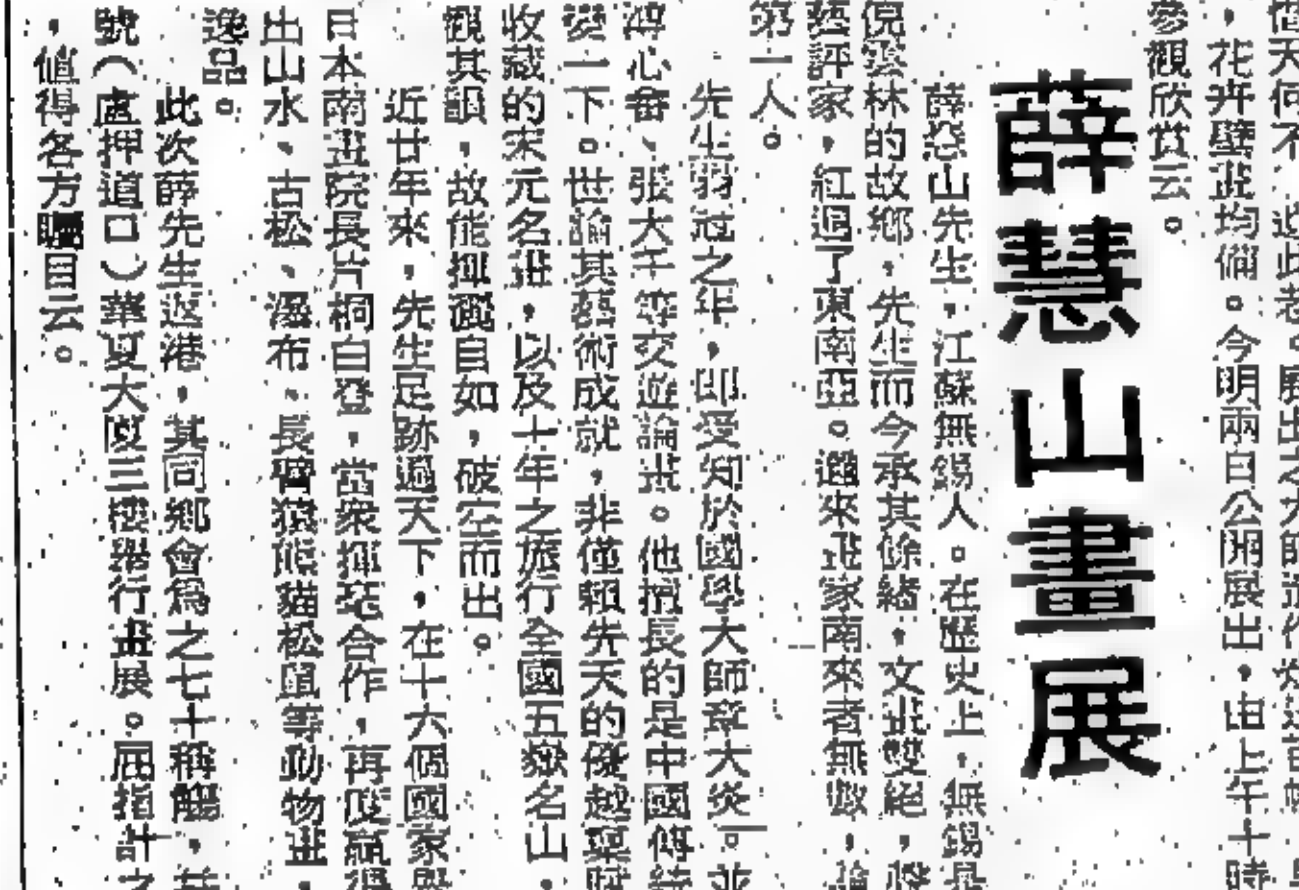 花卉壁畫均備。今明兩日公開展出，由上午十時
參觀欣賞云。
薛慧山畫展
薛慧山先生，江蘇無錫人。在歷史上，無錫是
倪雲林的故鄉，先生而今承其餘緒，文畫雙絕，
藝評家，紅遍了東南亞。邇來畫家南來者無數，論
第一人。
先生弱冠之年，即受知於國學大師章太炎。並
溥心畬、張大千等交遊論畫。他擅長的是中國傳統
變一下。世論其藝術成就，非僅賴先天的優越稟賦
收藏的宋元名畫，以及十年之旅行全國五嶽名山，
觀其韻，故能揮灑自如，破空而出。
近廿年來，先生足跡遍天下，在十六個國家與
日本南畫院長片桐白登，當眾揮毫合作，再度贏得
出山水、古松、瀑布、長臂猿熊貓松鼠等動物畫，
逸品。
此次薛先生返港，其同鄉會為之七十稱觴，
號（盧押道口）華夏大廈三樓舉行畫展。屈指計之
，值得各方矚目云。